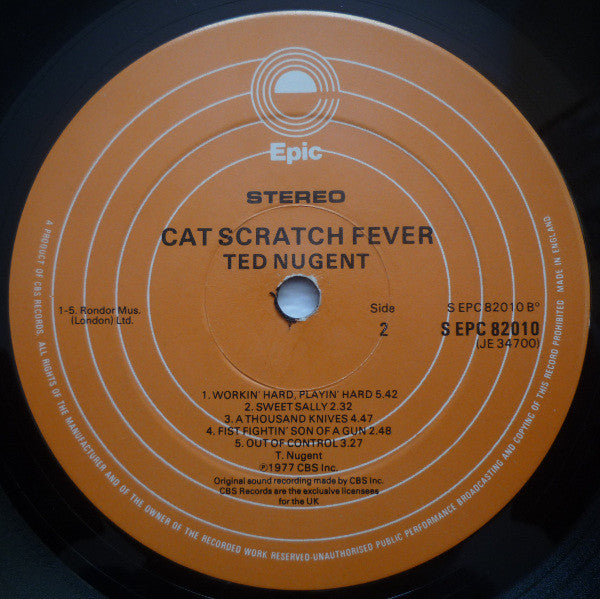 Epic
STEREO
CAT SCRATCH FEVER
TED NUGENT
1-5. Rondor Mus.
(London) Ltd.
Side
2
S EPC 82010 Bº
S EPC 82010
(JE 34700)
1. WORKIN' HARD, PLAYIN' HARD 5.42
2. SWEET SALLY 2.32
3. A THOUSAND KNIVES 4.47
4. FIST FIGHTIN' SON OF A GUN 2.48
5. OUT OF CONTROL 3.27
T. Nugent
℗1977 CBS Inc.
Original sound recording made by CBS Inc.
CBS Records are the exclusive licensees
for the UK
A PRODUCT OF CBS RECORDS. ALL RIGHTS OF THE MANUFACTURER AND OF THE OWNER OF THE RECORDED WORK RESERVED·UNAUTHORISED PUBLIC PERFORMANCE BROADCASTING AND COPYING OF THIS RECORD PROHIBITED MADE IN ENGLAND